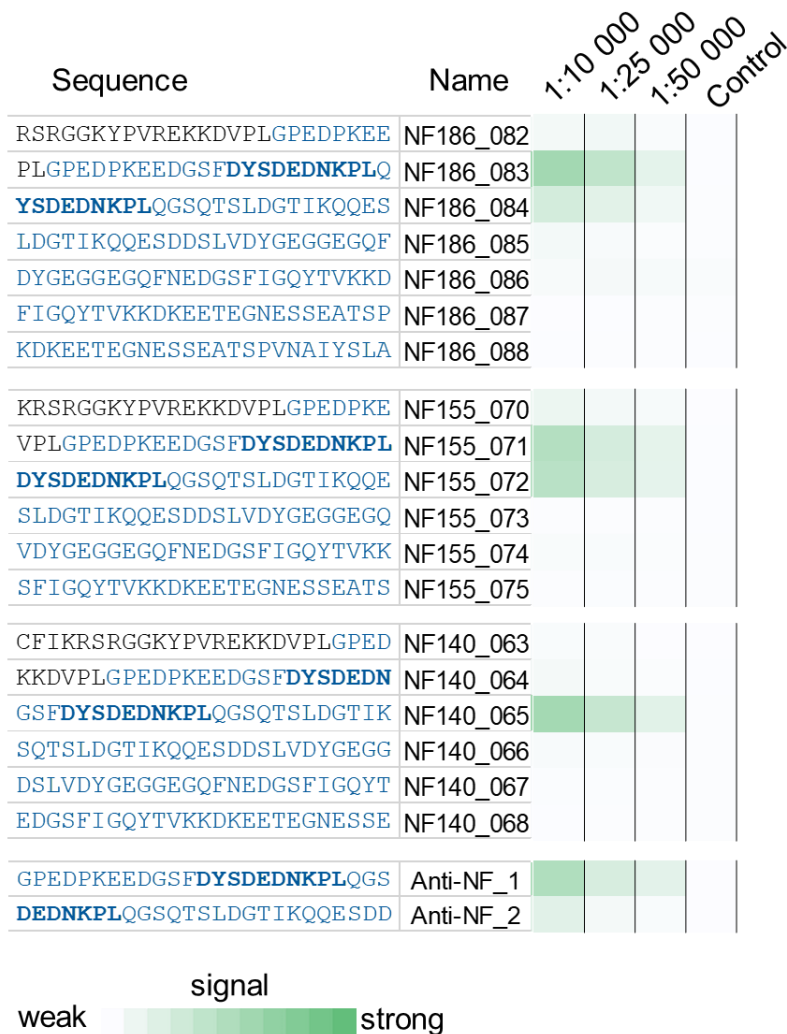 Sequence Name 1:10 000 1:25 000 1:50 000 Control
RSRGGKYPVREKKDVPLGPEDPKEE NF186_082
PLGPEDPKEEDGSFDYSDEDNKPLQ NF186_083
YSDEDNKPLQGSQTSLDGTIKQQES NF186_084
LDGTIKQQESDDSLVDYGEGGEGQF NF186_085
DYGEGGEGQFNEDGSFIGQYTVKKD NF186_086
FIGQYTVKKDKEETEGNESSEATSP NF186_087
KDKEETEGNESSEATSPVNAIYSLA NF186_088
KRSRGGKYPVREKKDVPLGPEDPKE NF155_070
VPLGPEDPKEEDGSFDYSDEDNKPL NF155_071
DYSDEDNKPLQGSQTSLDGTIKQQE NF155_072
SLDGTIKQQESDDSLVDYGEGGEGQ NF155_073
VDYGEGGEGQFNEDGSFIGQYTVKK NF155_074
SFIGQYTVKKDKEETEGNESSEATS NF155_075
CFIKRSRGGKYPVREKKDVPLGPED NF140_063
KKDVPLGPEDPKEEDGSFDYSDEDN NF140_064
GSFDYSDEDNKPLQGSQTSLDGTIK NF140_065
SQTSLDGTIKQQESDDSLVDYGEGG NF140_066
DSLVDYGEGGEGQFNEDGSFIGQYT NF140_067
EDGSFIGQYTVKKDKEETEGNESSE NF140_068
GPEDPKEEDGSFDYSDEDNKPLQGS Anti-NF_1
DEDNKPLQGSQTSLDGTIKQQESDD Anti-NF_2
signal
weak strong